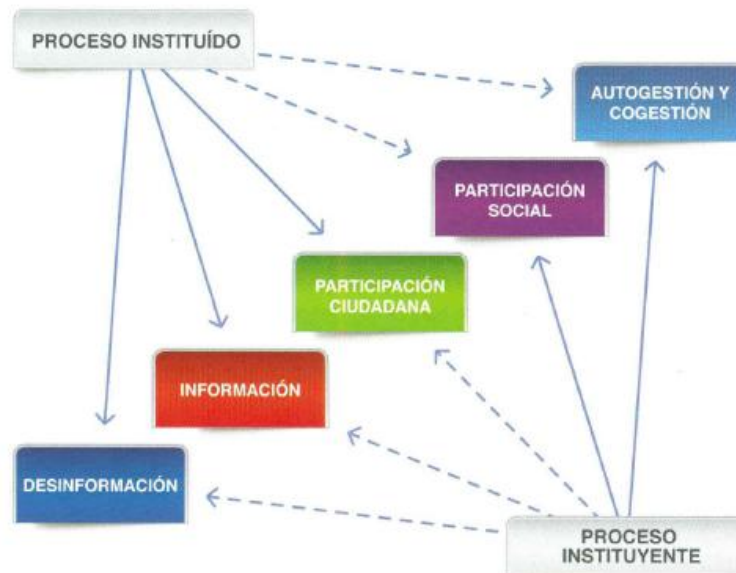 PROCESO INSTITUÍDO
AUTOGESTIÓN Y
COGESTIÓN
PARTICIPACIÓN
SOCIAL
PARTICIPACIÓN
CIUDADANA
INFORMACIÓN
DESINFORMACIÓN
PROCESO
INSTITUYENTE